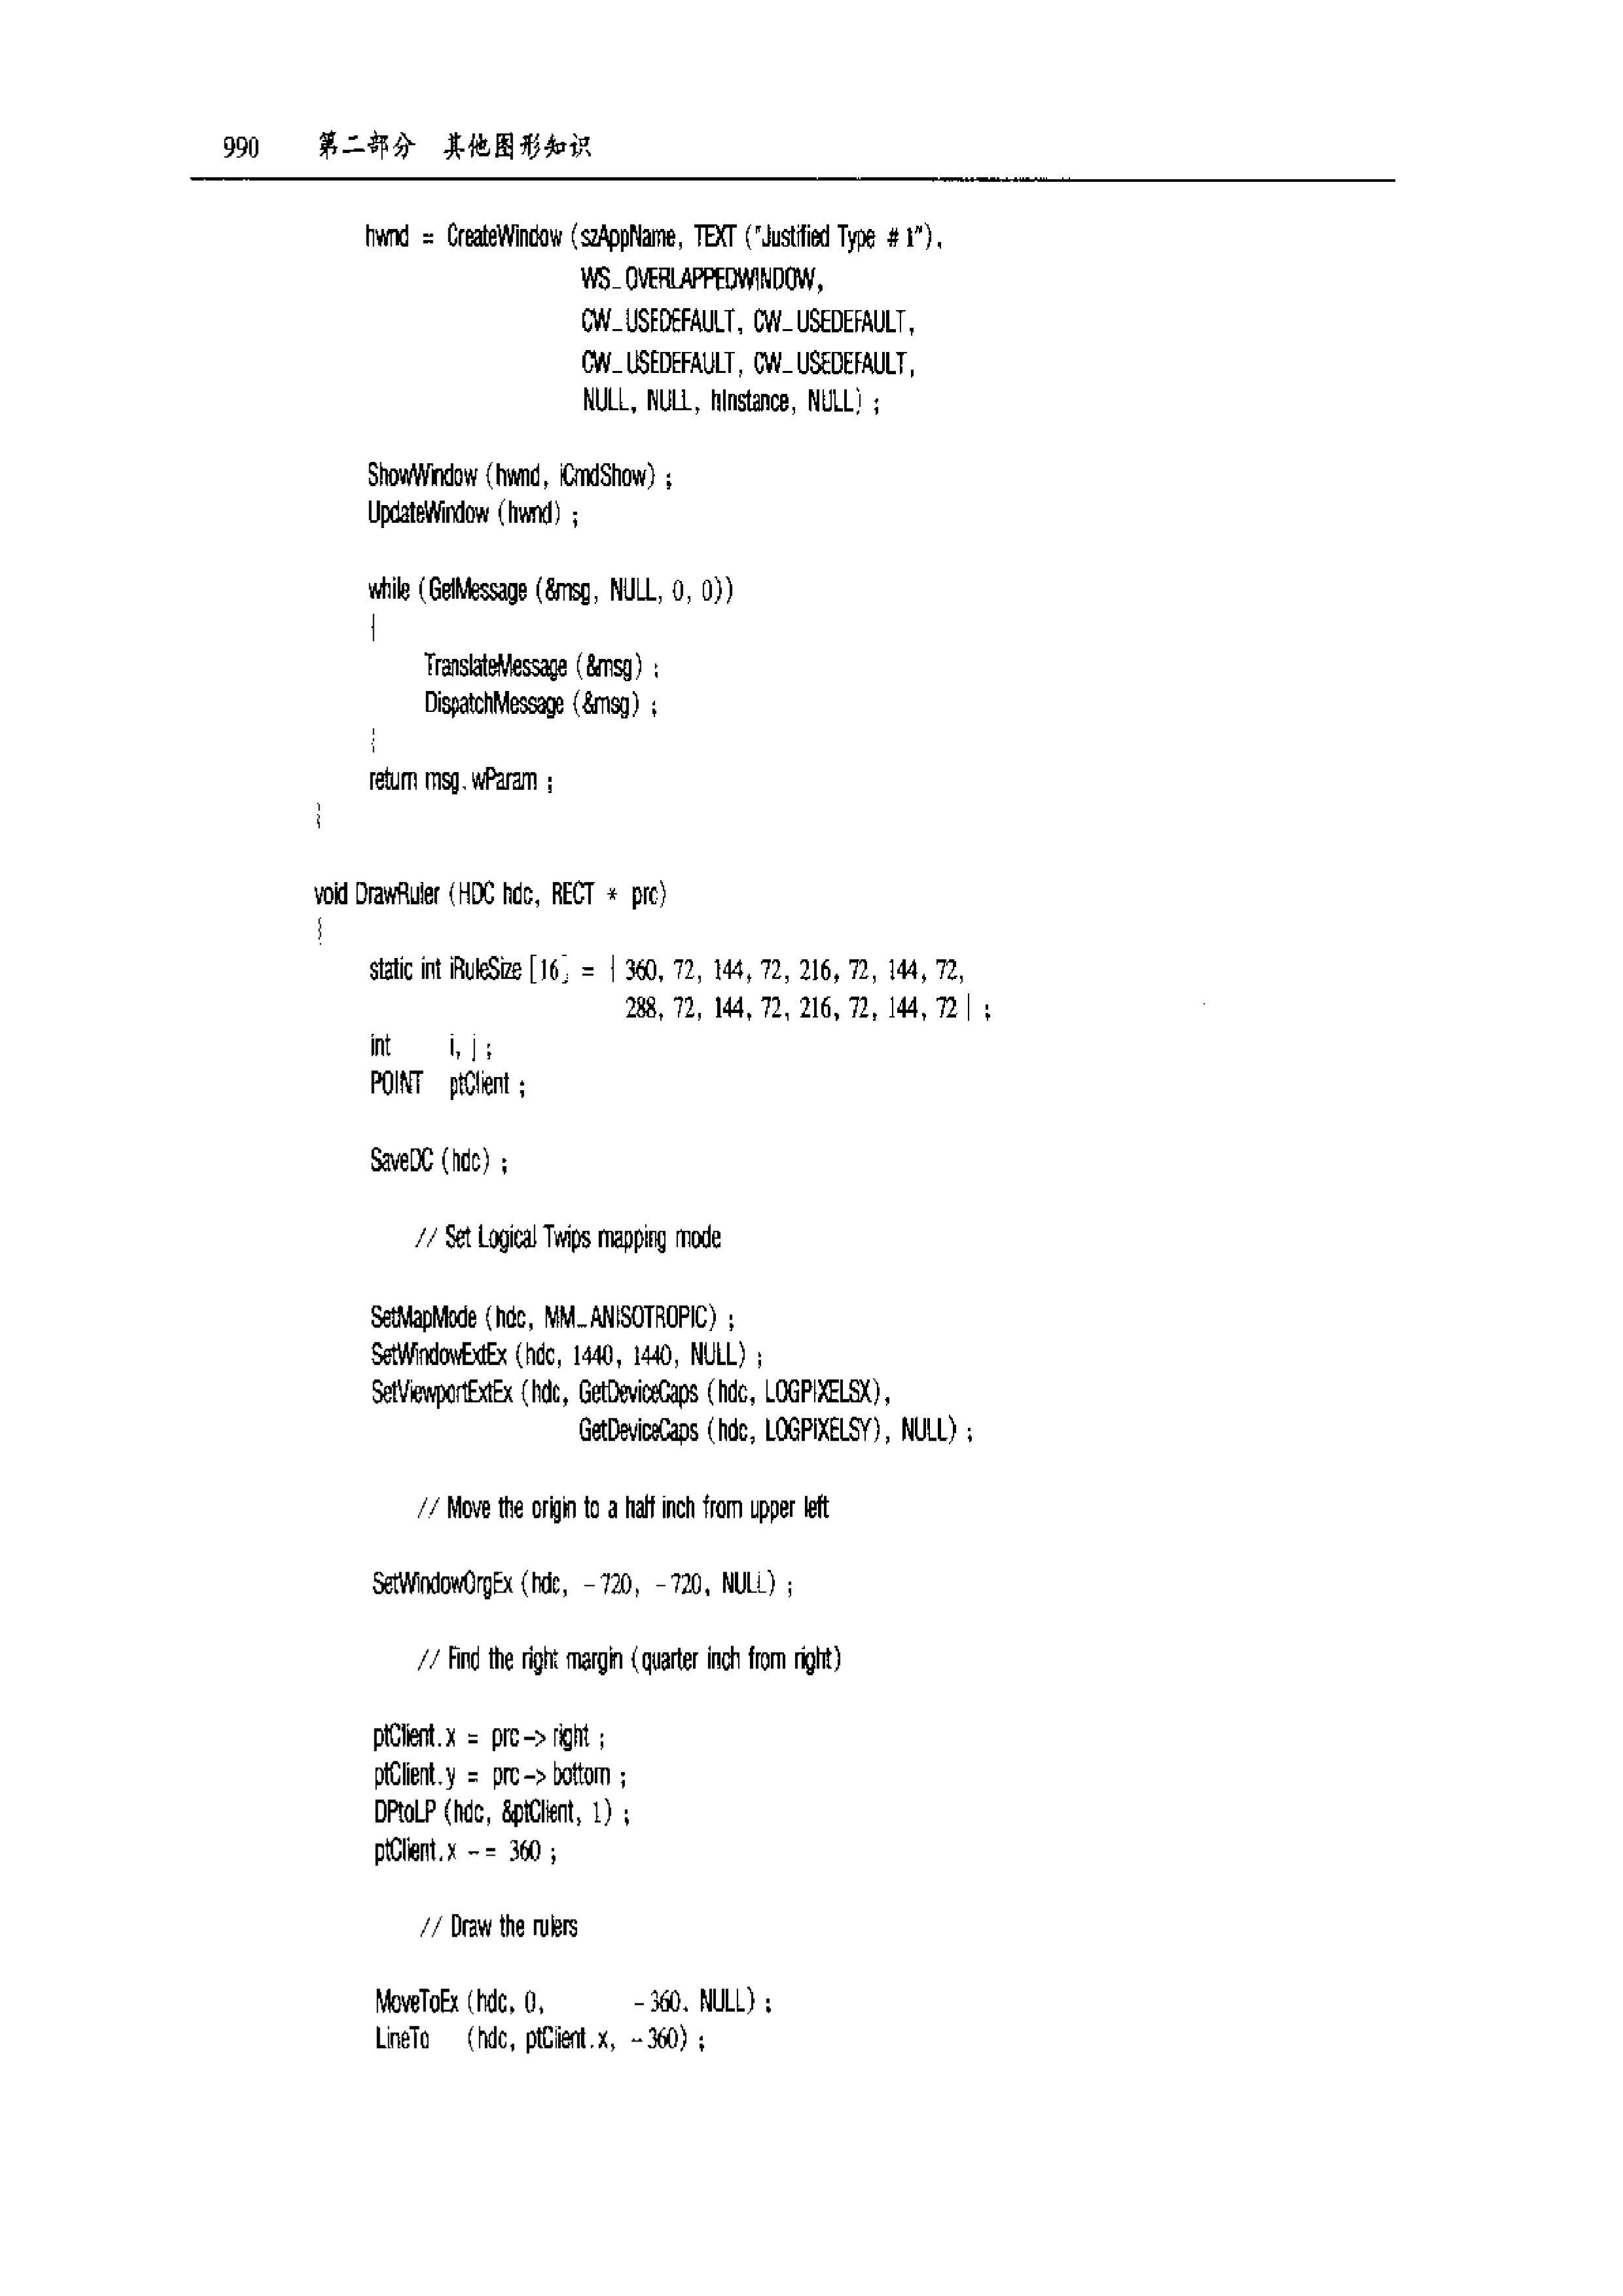 990 第二部分 其他图形知识
hwnd = CreateWindow (szAppName, TEXT ("Justified Type # 1"),
WS_OVERLAPPEDWINDOW,
CW_USEDEFAULT, CW_USEDEFAULT,
CW_USEDEFAULT, CW_USEDEFAULT,
NULL, NULL, hInstance, NULL) ;
ShowWindow (hwnd, iCmdShow) ;
UpdateWindow (hwnd) ;
while (GetMessage (&msg, NULL, 0, 0))
{
TranslateMessage (&msg) ;
DispatchMessage (&msg) ;
}
return msg.wParam ;
}
void DrawRuler (HDC hdc, RECT * prc)
{
static int iRuleSize [16] = { 360, 72, 144, 72, 216, 72, 144, 72,
288, 72, 144, 72, 216, 72, 144, 72 } ;
int i, j ;
POINT ptClient ;
SaveDC (hdc) ;
// Set Logical Twips mapping mode
SetMapMode (hdc, MM_ANISOTROPIC) ;
SetWindowExtEx (hdc, 1440, 1440, NULL) ;
SetViewportExtEx (hdc, GetDeviceCaps (hdc, LOGPIXELSX),
GetDeviceCaps (hdc, LOGPIXELSY), NULL) ;
// Move the origin to a half inch from upper left
SetWindowOrgEx (hdc, -720, -720, NULL) ;
// Find the right margin (quarter inch from right)
ptClient.x = prc->right ;
ptClient.y = prc->bottom ;
DPtoLP (hdc, &ptClient, 1) ;
ptClient.x -= 360 ;
// Draw the rulers
MoveToEx (hdc, 0, -360, NULL) ;
LineTo (hdc, ptClient.x, -360) ;